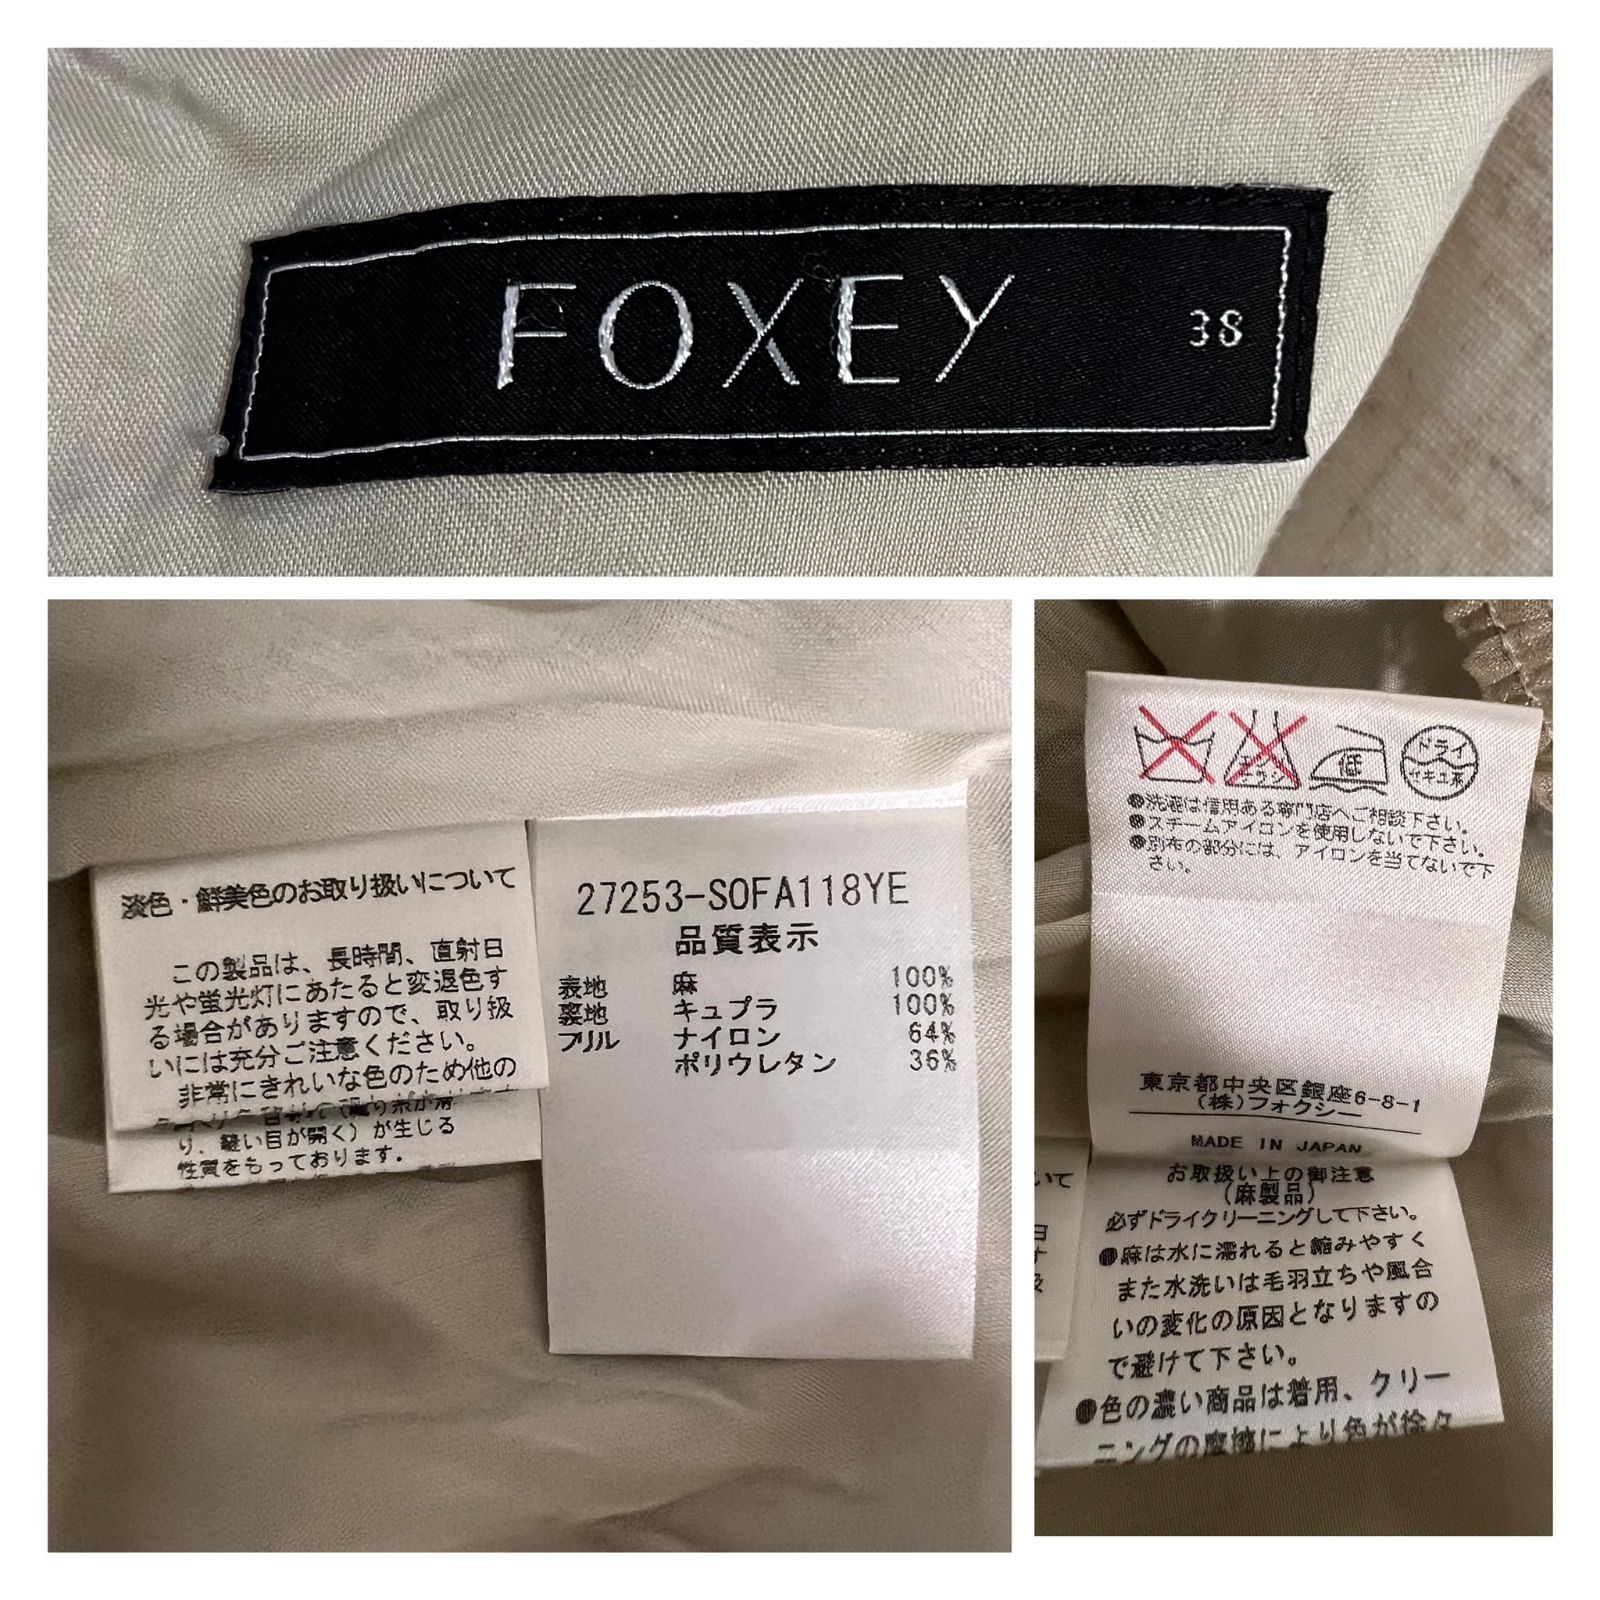 FOXEY 38
淡色・鮮美色のお取り扱いについて
この製品は、長時間、直射日
光や蛍光灯にあたると変退色す
る場合がありますので、取り扱
いには充分ご注意ください。
非常にきれいな色のため他の
り、縫い目が開く）が生じる
性質をもっております。
27253-SOFA118YE
品質表示
表地 麻 100%
裏地 キュプラ 100%
フリル ナイロン 64%
ポリウレタン 36%
エンソ
サラシ
低
ドライ
セキユ系
●洗濯は信用ある専門店へご相談下さい。
●スチームアイロンを使用しないで下さい。
●別布の部分には、アイロンを当てないで下
さい。
東京都中央区銀座6-8-1
(株)フォクシー
MADE IN JAPAN
お取扱い上の御注意
(麻製品)
必ずドライクリーニングして下さい。
●麻は水に濡れると縮みやすく
また水洗いは毛羽立ちや風合
いの変化の原因となりますの
で避けて下さい。
●色の濃い商品は着用、クリー
ニングの摩擦により色が徐々
いて
日
す
扱